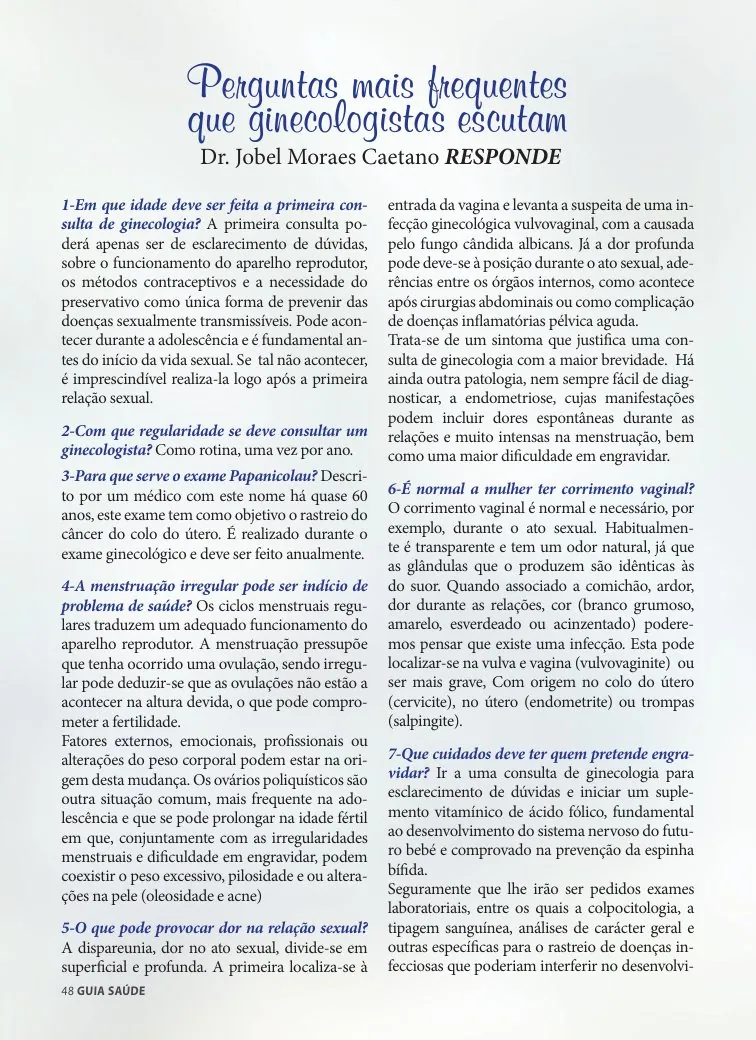 Perguntas mais frequentes
que ginecologistas escutam
Dr. Jobel Moraes Caetano RESPONDE
1-Em que idade deve ser feita a primeira con-
sulta de ginecologia? A primeira consulta po-
derá apenas ser de esclarecimento de dúvidas,
sobre o funcionamento do aparelho reprodutor,
os métodos contraceptivos e a necessidade do
preservativo como única forma de prevenir das
doenças sexualmente transmissíveis. Pode acon-
tecer durante a adolescência e é fundamental an-
tes do início da vida sexual. Se tal não acontecer,
é imprescindível realiza-la logo após a primeira
relação sexual.
2-Com que regularidade se deve consultar um
ginecologista? Como rotina, uma vez por ano.
3-Para que serve o exame Papanicolau? Descri-
to por um médico com este nome há quase 60
anos, este exame tem como objetivo o rastreio do
câncer do colo do útero. É realizado durante o
exame ginecológico e deve ser feito anualmente.
4-A menstruação irregular pode ser indício de
problema de saúde? Os ciclos menstruais regu-
lares traduzem um adequado funcionamento do
aparelho reprodutor. A menstruação pressupõe
que tenha ocorrido uma ovulação, sendo irregu-
lar pode deduzir-se que as ovulações não estão a
acontecer na altura devida, o que pode compro-
meter a fertilidade.
Fatores externos, emocionais, profissionais ou
alterações do peso corporal podem estar na ori-
gem desta mudança. Os ovários poliquísticos são
outra situação comum, mais frequente na ado-
lescência e que se pode prolongar na idade fértil
em que, conjuntamente com as irregularidades
menstruais e dificuldade em engravidar, podem
coexistir o peso excessivo, pilosidade e ou altera-
ções na pele (oleosidade e acne)
5-O que pode provocar dor na relação sexual?
A dispareunia, dor no ato sexual, divide-se em
superficial e profunda. A primeira localiza-se à
entrada da vagina e levanta a suspeita de uma in-
fecção ginecológica vulvovaginal, com a causada
pelo fungo cândida albicans. Já a dor profunda
pode deve-se à posição durante o ato sexual, ade-
rências entre os órgãos internos, como acontece
após cirurgias abdominais ou como complicação
de doenças inflamatórias pélvica aguda.
Trata-se de um sintoma que justifica uma con-
sulta de ginecologia com a maior brevidade. Há
ainda outra patologia, nem sempre fácil de diag-
nosticar, a endometriose, cujas manifestações
podem incluir dores espontâneas durante as
relações e muito intensas na menstruação, bem
como uma maior dificuldade em engravidar.
6-É normal a mulher ter corrimento vaginal?
O corrimento vaginal é normal e necessário, por
exemplo, durante o ato sexual. Habitualmen-
te é transparente e tem um odor natural, já que
as glândulas que o produzem são idênticas às
do suor. Quando associado a comichão, ardor,
dor durante as relações, cor (branco grumoso,
amarelo, esverdeado ou acinzentado) podere-
mos pensar que existe uma infecção. Esta pode
localizar-se na vulva e vagina (vulvovaginite) ou
ser mais grave, Com origem no colo do útero
(cervicite), no útero (endometrite) ou trompas
(salpingite).
7-Que cuidados deve ter quem pretende engra-
vidar? Ir a uma consulta de ginecologia para
esclarecimento de dúvidas e iniciar um suple-
mento vitamínico de ácido fólico, fundamental
ao desenvolvimento do sistema nervoso do futu-
ro bebé e comprovado na prevenção da espinha
bífida.
Seguramente que lhe irão ser pedidos exames
laboratoriais, entre os quais a colpocitologia, a
tipagem sanguínea, análises de carácter geral e
outras específicas para o rastreio de doenças in-
fecciosas que poderiam interferir no desenvolvi-
48 GUIA SAÚDE